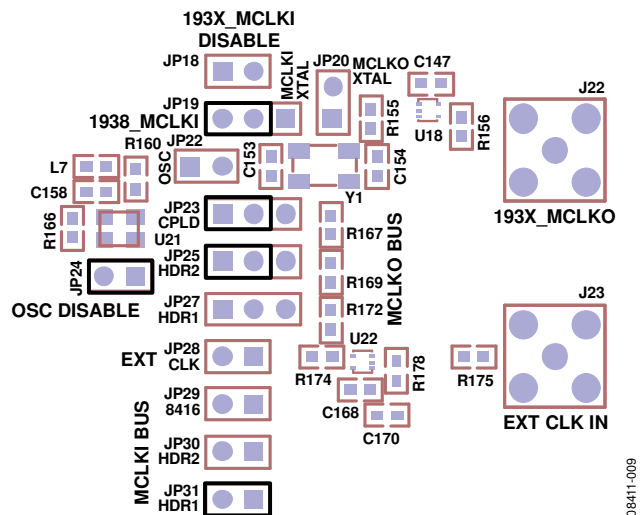 193X_MCLKI
DISABLE
JP18
MCLKI
XTAL
JP20
MCLKO
XTAL
C147
J22
JP19
1938_MCLKI
R155
U18
R156
R160
JP22
OSC
C153
C154
L7
C158
Y1
193X_MCLKO
R166
U21
JP23
CPLD
R167
MCLKO BUS
JP24
OSC DISABLE
JP25
HDR2
R169
J23
JP27
HDR1
R172
U22
EXT
JP28
CLK
R174
R178
R175
JP29
8416
C168
C170
EXT CLK IN
MCLKI BUS
JP30
HDR2
JP31
HDR1
08411-009